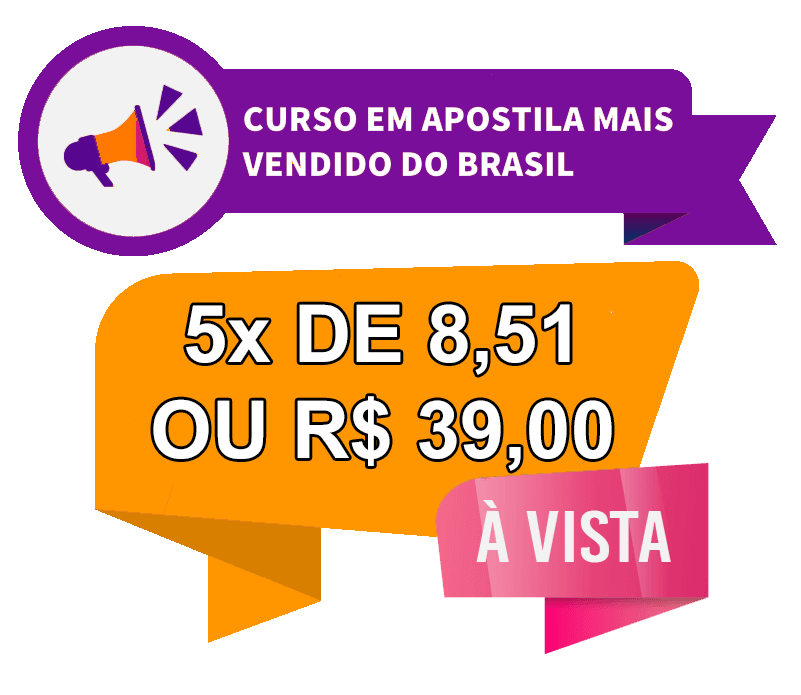 CURSO EM APOSTILA MAIS
VENDIDO DO BRASIL
5x DE 8,51
OU R$ 39,00
À VISTA